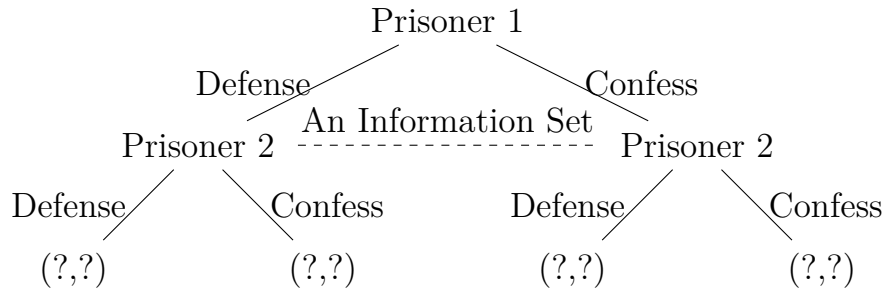 Prisoner 1
Defense Confess
An Information Set
Prisoner 2 Prisoner 2
Defense Confess Defense Confess
(?,?) (?,?) (?,?) (?,?)